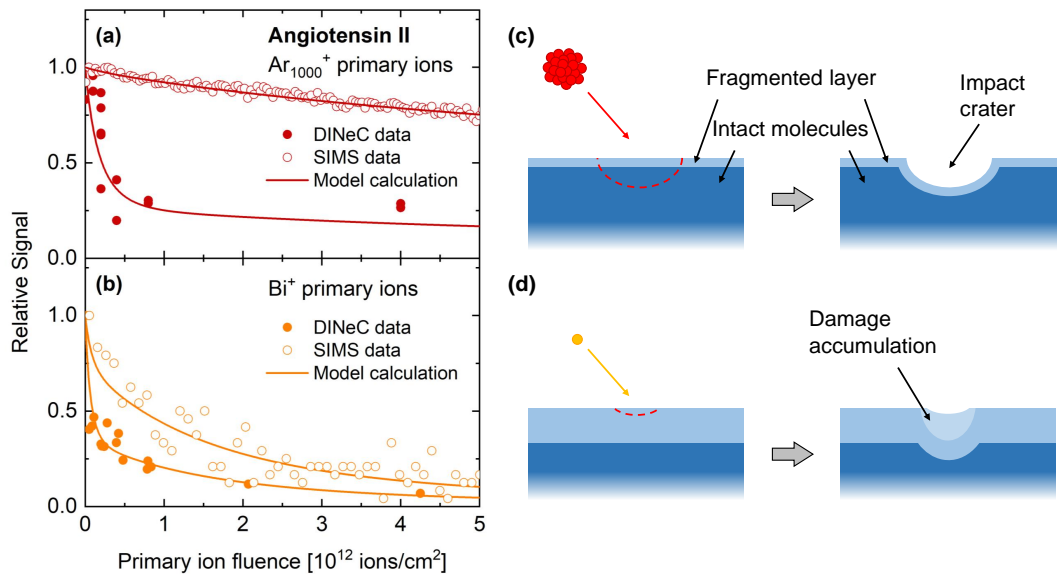 (a)
Angiotensin II
Ar₁₀₀₀⁺ primary ions
DINeC data
SIMS data
Model calculation
1.0
0.5
0.0
(b)
Bi⁺ primary ions
DINeC data
SIMS data
Model calculation
1.0
0.5
0.0
0 1 2 3 4 5
Relative Signal
Primary ion fluence [10¹² ions/cm²]
(c)
Fragmented layer
Intact molecules
Impact
crater
(d)
Damage
accumulation